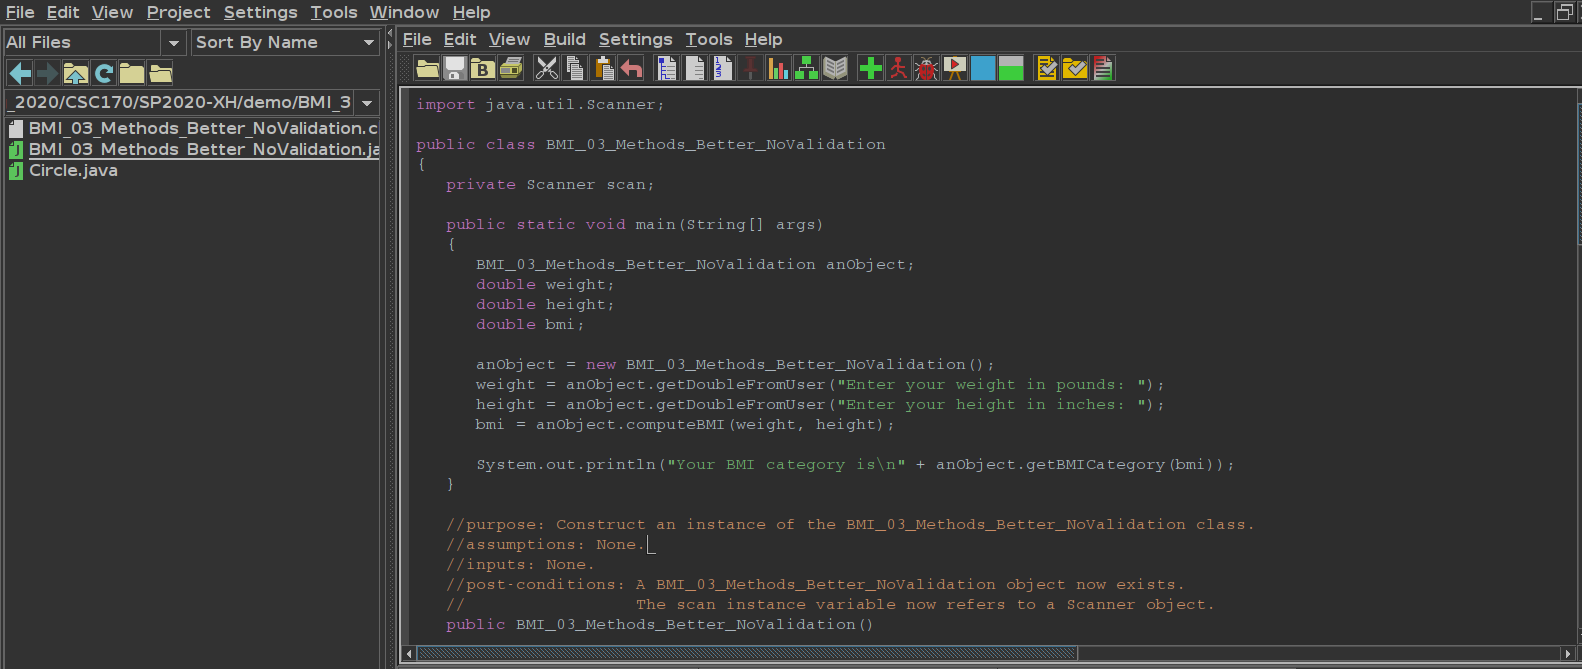 File Edit View Project Settings Tools Window Help
All Files
Sort By Name
_2020/CSC170/SP2020-XH/demo/BMI_3
BMI_03_Methods_Better_NoValidation.c
BMI_03_Methods_Better_NoValidation.ja
Circle.java
File Edit View Build Settings Tools Help
import java.util.Scanner;
public class BMI_03_Methods_Better_NoValidation
{
private Scanner scan;
public static void main(String[] args)
{
BMI_03_Methods_Better_NoValidation anObject;
double weight;
double height;
double bmi;
anObject = new BMI_03_Methods_Better_NoValidation();
weight = anObject.getDoubleFromUser("Enter your weight in pounds: ");
height = anObject.getDoubleFromUser("Enter your height in inches: ");
bmi = anObject.computeBMI(weight, height);
System.out.println("Your BMI category is\n" + anObject.getBMICategory(bmi));
}
//purpose: Construct an instance of the BMI_03_Methods_Better_NoValidation class.
//assumptions: None.
//inputs: None.
//post-conditions: A BMI_03_Methods_Better_NoValidation object now exists.
// The scan instance variable now refers to a Scanner object.
public BMI_03_Methods_Better_NoValidation()